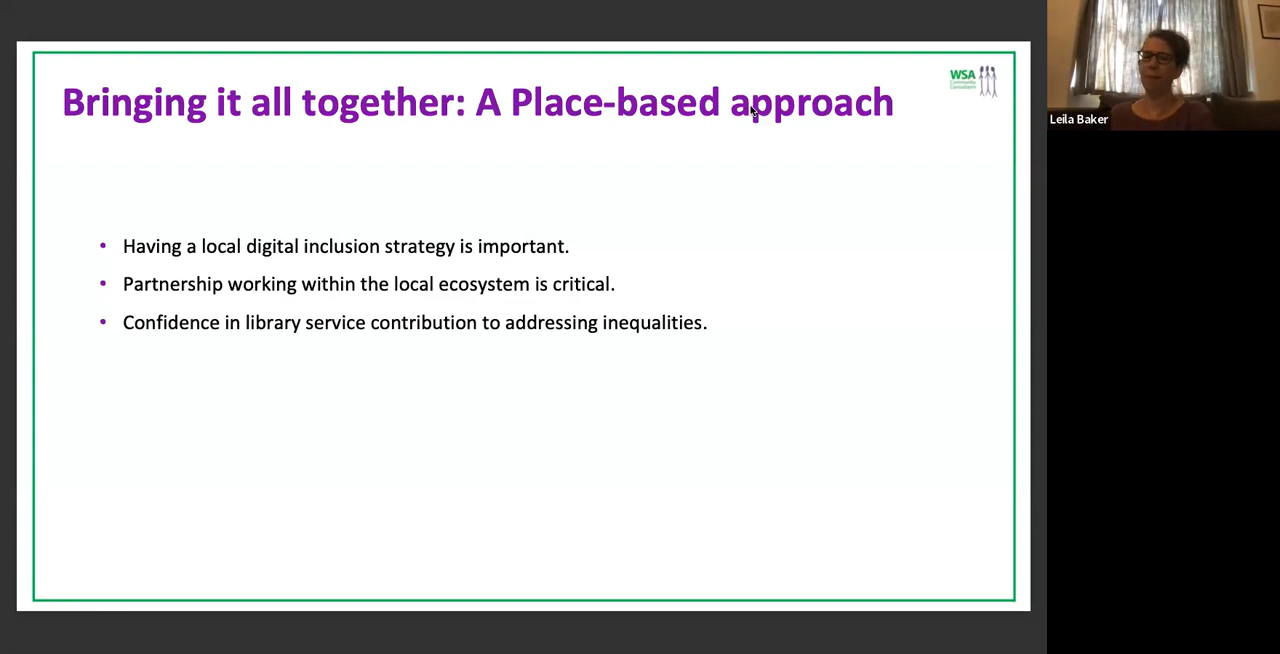 Bringing it all together: A Place-based approach
WSA
Community
Consultants
• Having a local digital inclusion strategy is important.
• Partnership working within the local ecosystem is critical.
• Confidence in library service contribution to addressing inequalities.
Leila Baker